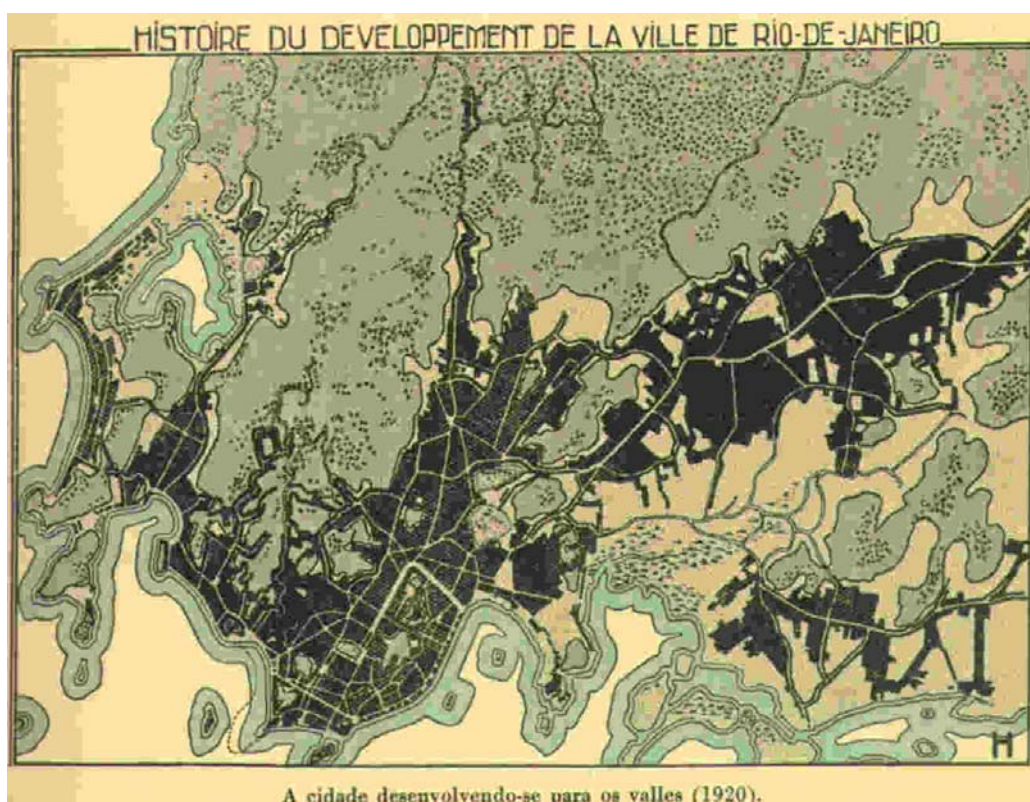 HISTOIRE DU DEVELOPPEMENT DE LA VILLE DE RIO-DE-JANEIRO
H
A cidade desenvolvendo-se para os valles (1920).